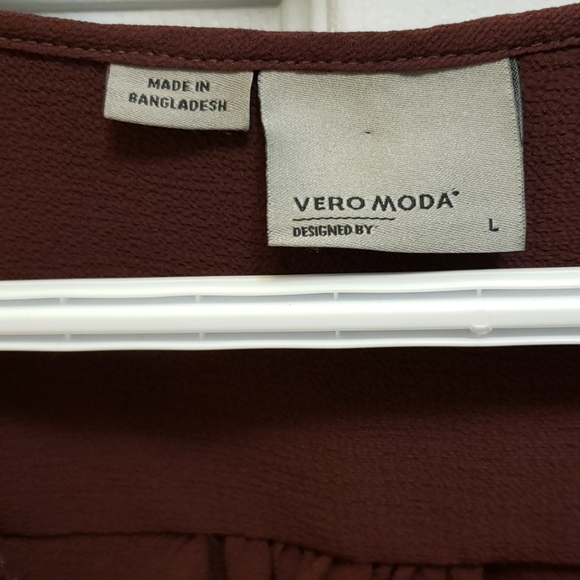 MADE IN
BANGLADESH
VERO MODA
DESIGNED BY
L